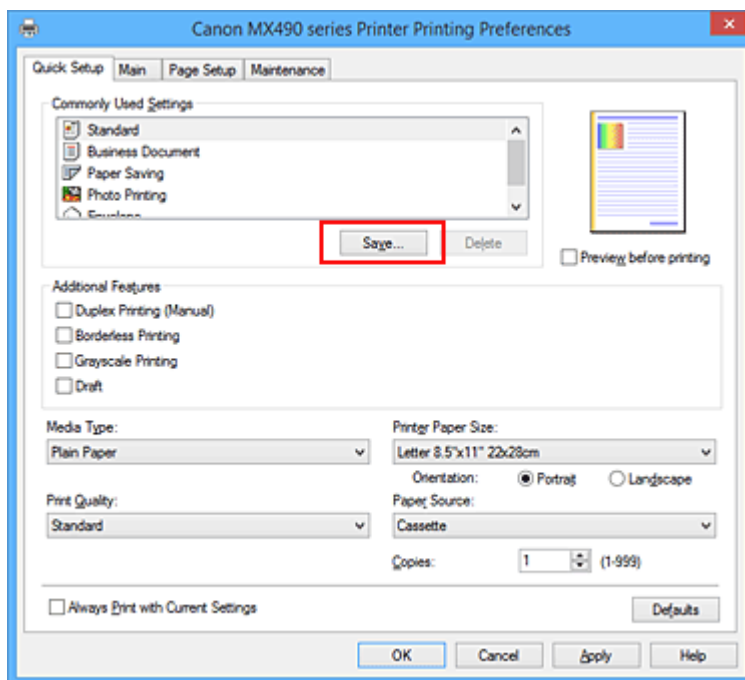 Canon MX490 series Printer Printing Preferences
Quick Setup Main Page Setup Maintenance
Commonly Used Settings
Standard
Business Document
Paper Saving
Photo Printing
Envelope
Save... Delete
Preview before printing
Additional Features
Duplex Printing (Manual)
Borderless Printing
Grayscale Printing
Draft
Media Type:
Plain Paper
Printer Paper Size:
Letter 8.5"x11" 22x28cm
Orientation: Portrait Landscape
Print Quality:
Standard
Paper Source:
Cassette
Copies: 1 (1-999)
Always Print with Current Settings
Defaults
OK Cancel Apply Help